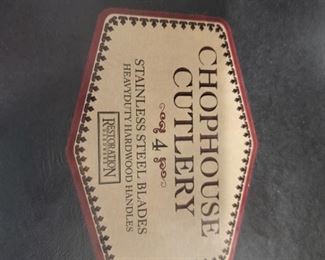 CHOPHOUSE
CUTLERY
4
STAINLESS STEEL BLADES
HEAVYDUTY HARDWOOD HANDLES
RESTORATION